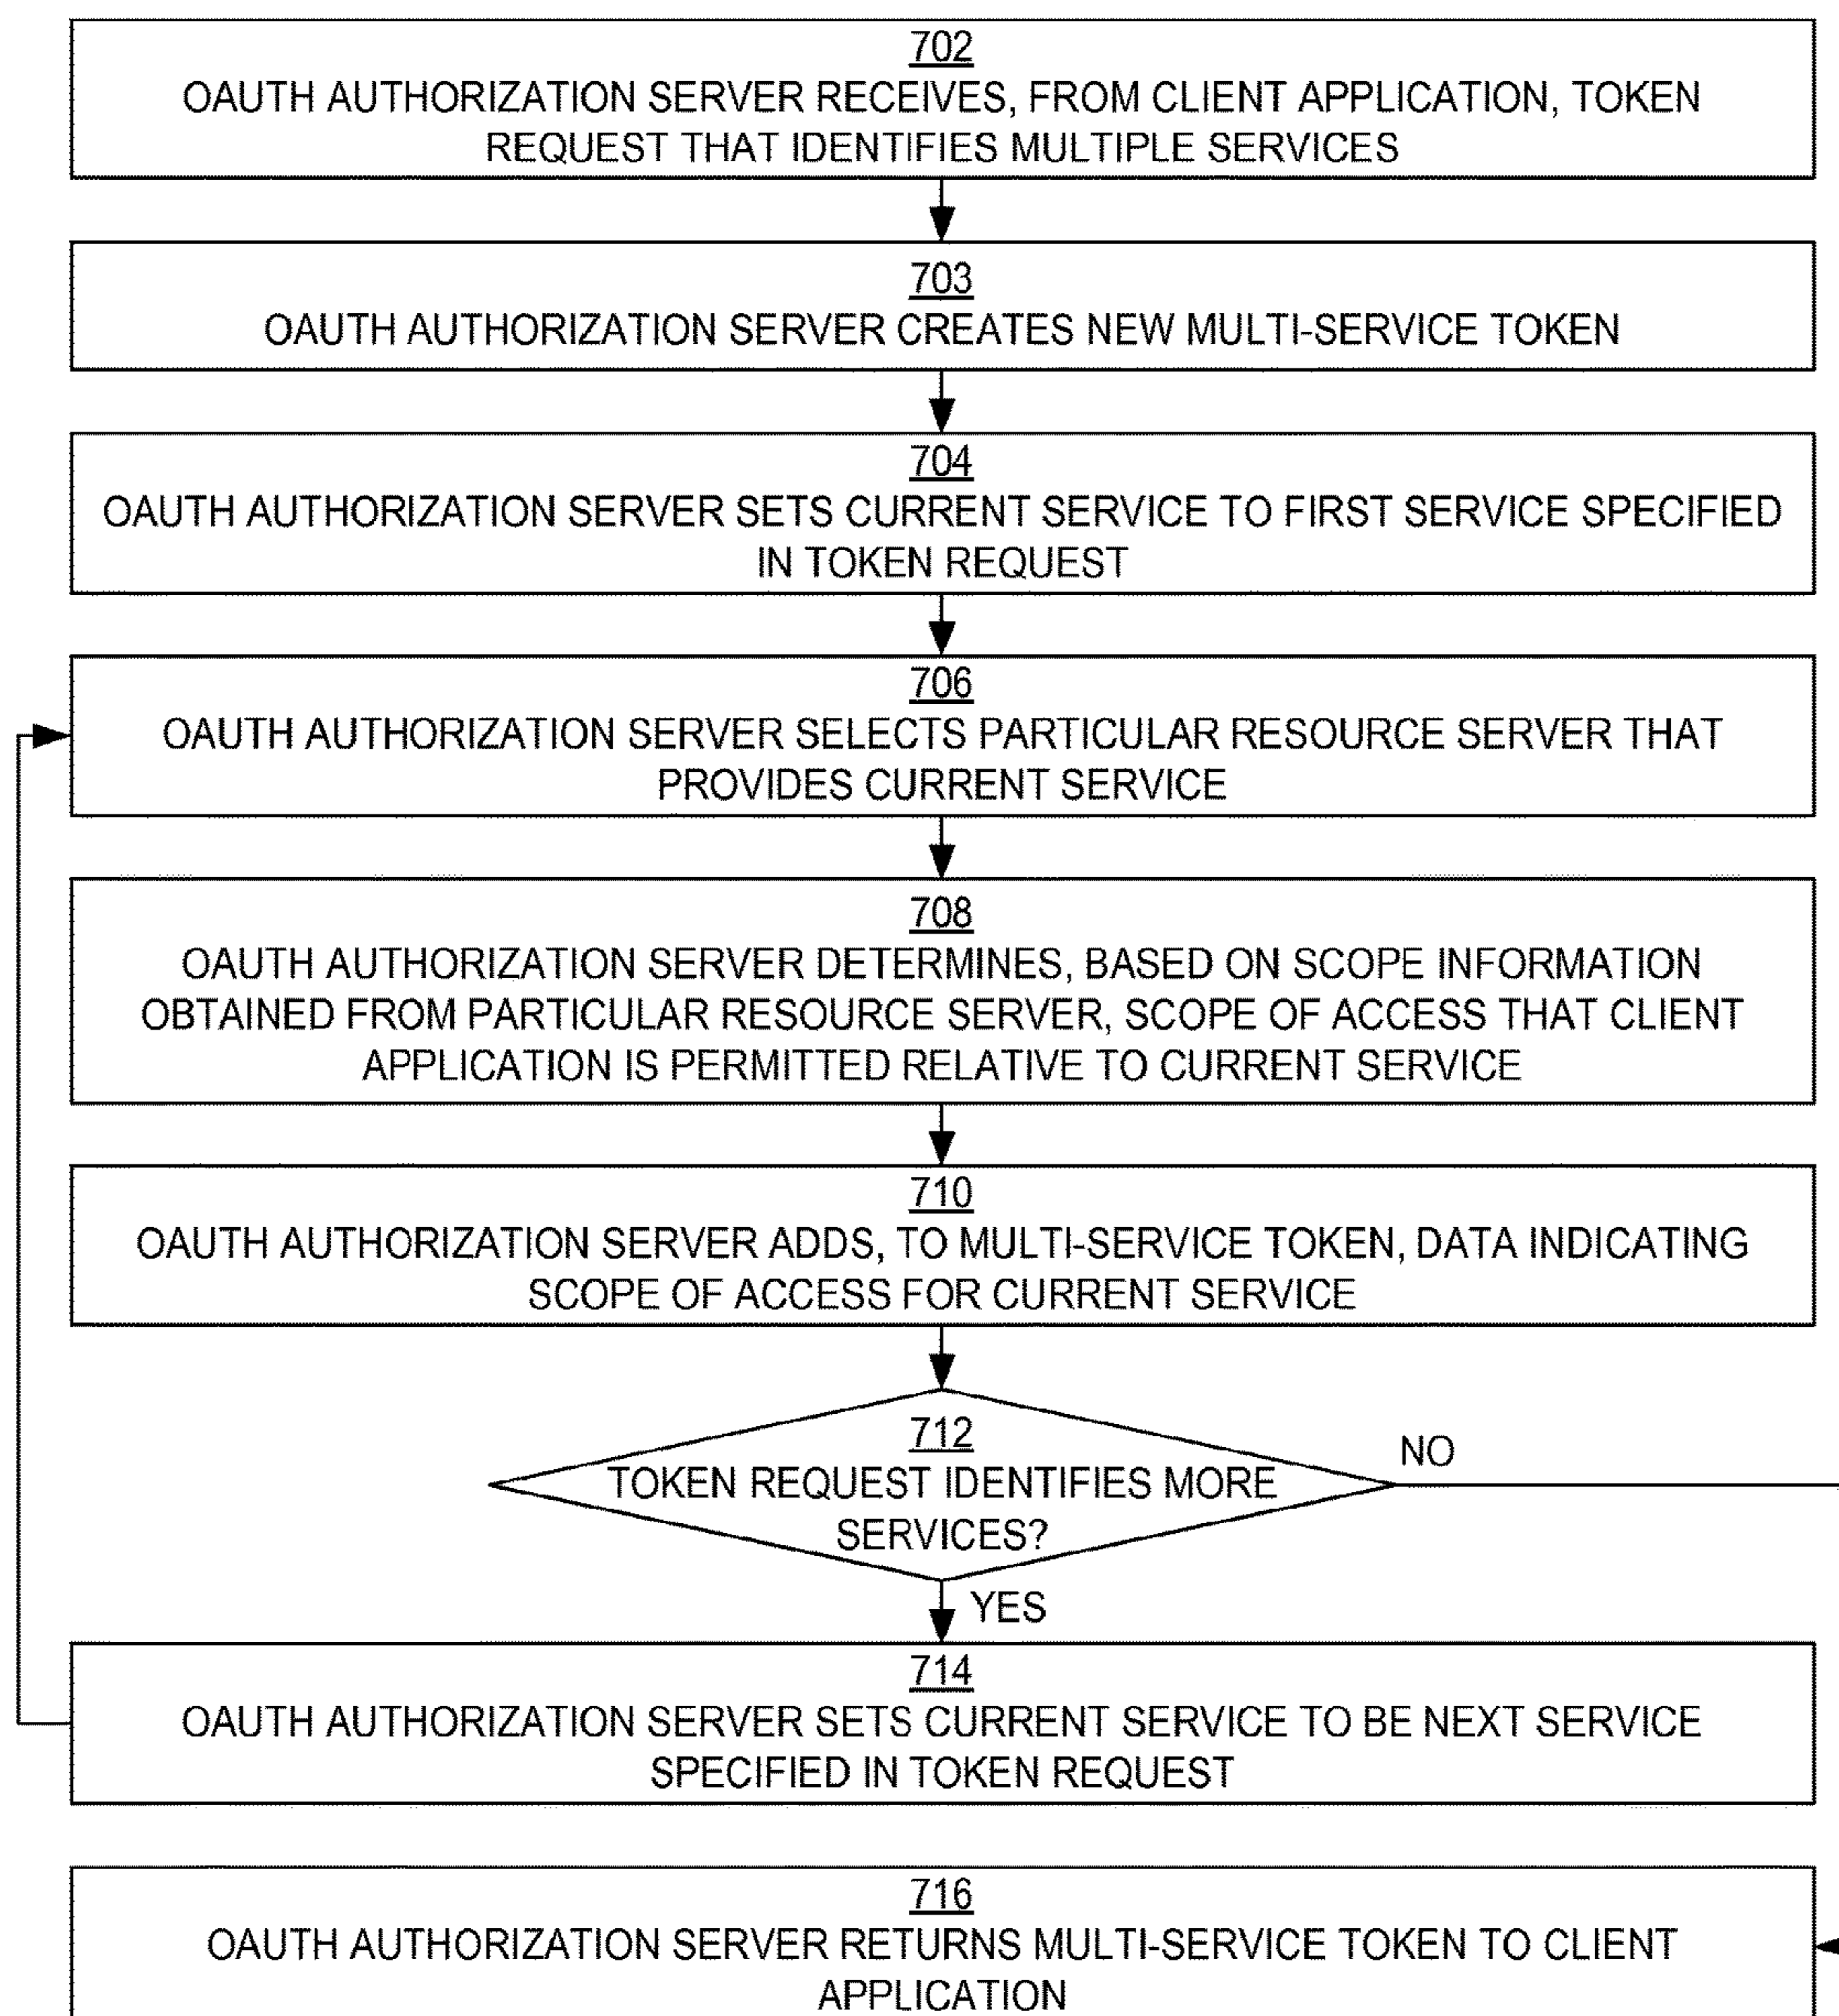 702
OAUTH AUTHORIZATION SERVER RECEIVES, FROM CLIENT APPLICATION, TOKEN
REQUEST THAT IDENTIFIES MULTIPLE SERVICES
703
OAUTH AUTHORIZATION SERVER CREATES NEW MULTI-SERVICE TOKEN
704
OAUTH AUTHORIZATION SERVER SETS CURRENT SERVICE TO FIRST SERVICE SPECIFIED
IN TOKEN REQUEST
706
OAUTH AUTHORIZATION SERVER SELECTS PARTICULAR RESOURCE SERVER THAT
PROVIDES CURRENT SERVICE
708
OAUTH AUTHORIZATION SERVER DETERMINES, BASED ON SCOPE INFORMATION
OBTAINED FROM PARTICULAR RESOURCE SERVER, SCOPE OF ACCESS THAT CLIENT
APPLICATION IS PERMITTED RELATIVE TO CURRENT SERVICE
710
OAUTH AUTHORIZATION SERVER ADDS, TO MULTI-SERVICE TOKEN, DATA INDICATING
SCOPE OF ACCESS FOR CURRENT SERVICE
712
TOKEN REQUEST IDENTIFIES MORE
SERVICES?
NO
YES
714
OAUTH AUTHORIZATION SERVER SETS CURRENT SERVICE TO BE NEXT SERVICE
SPECIFIED IN TOKEN REQUEST
716
OAUTH AUTHORIZATION SERVER RETURNS MULTI-SERVICE TOKEN TO CLIENT
APPLICATION